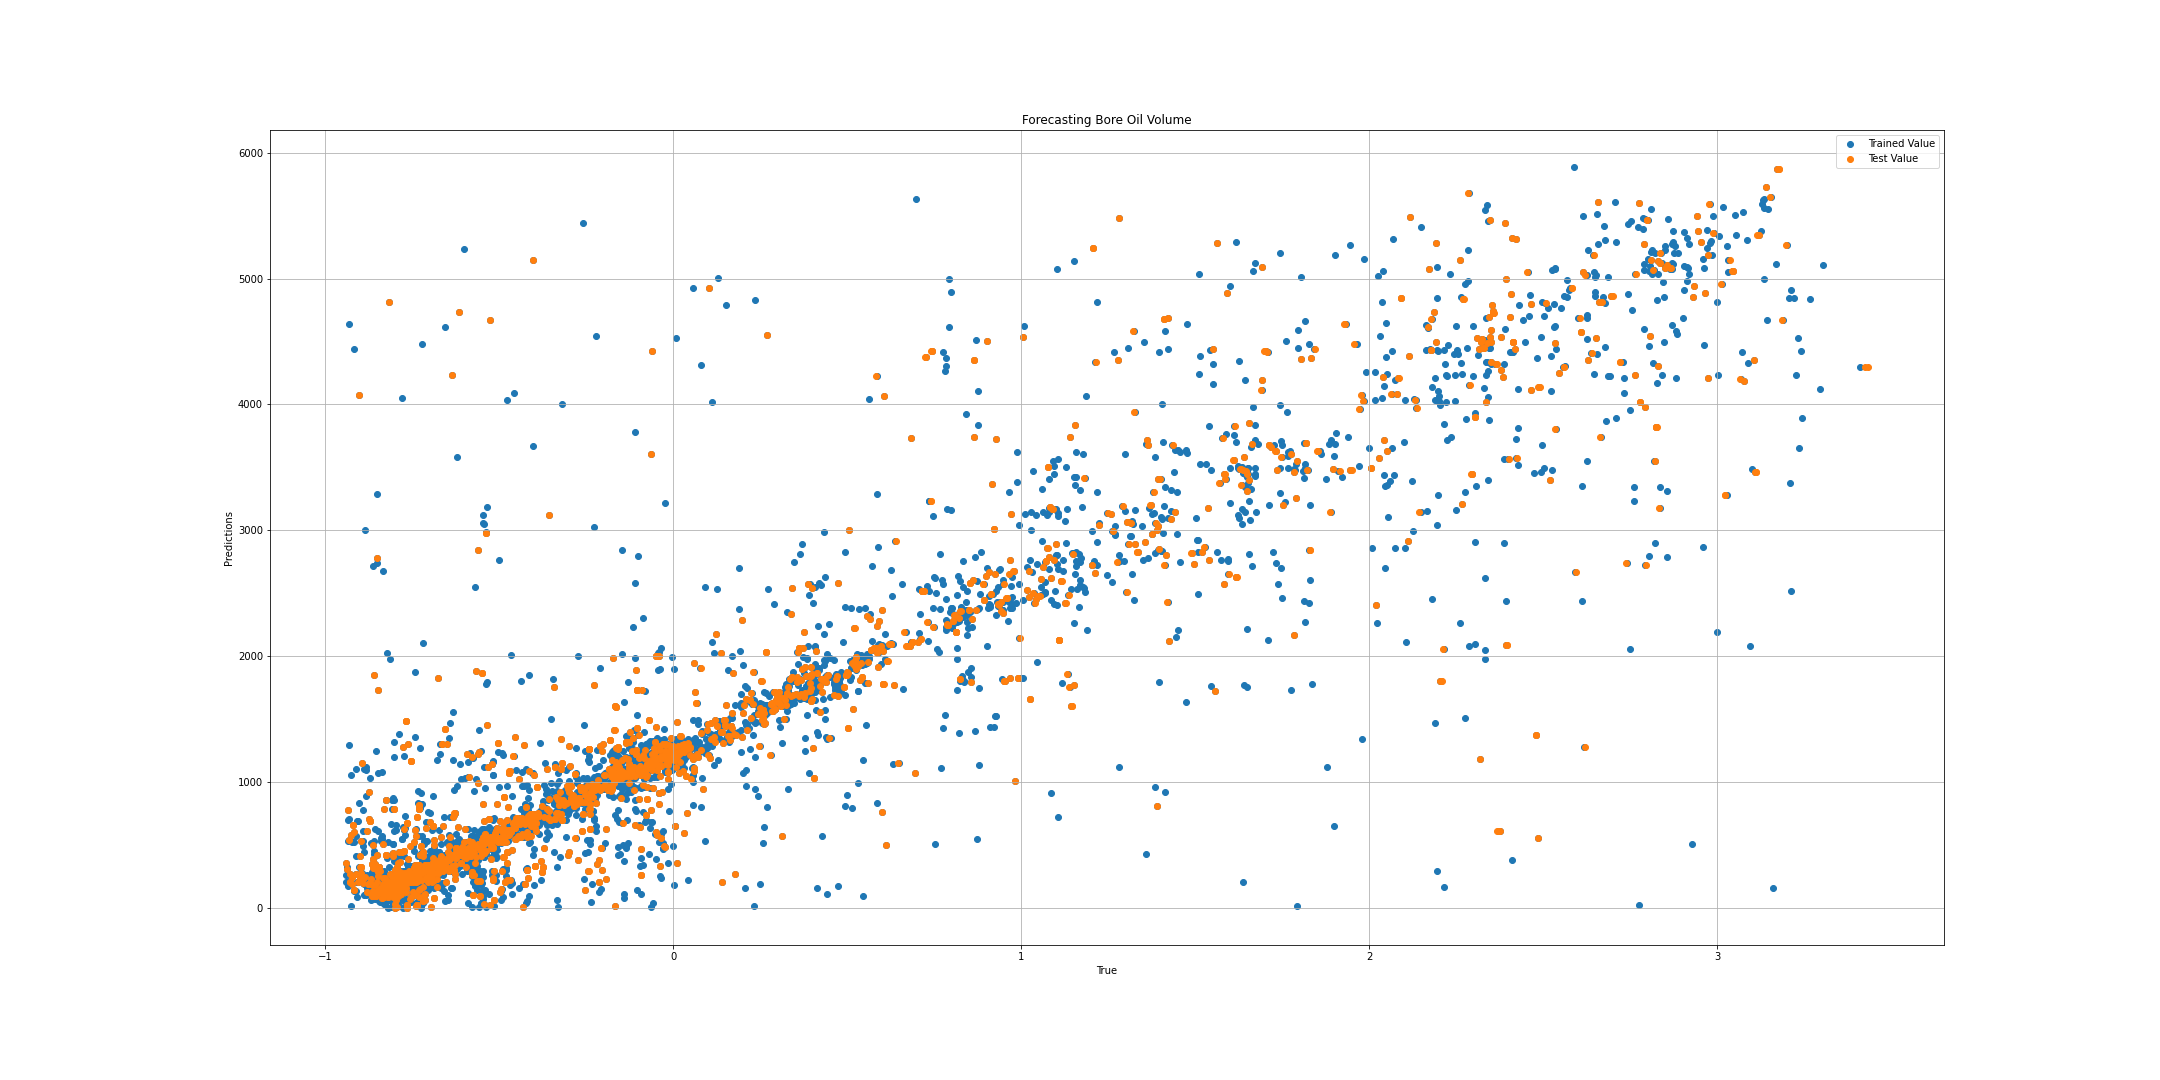 Forecasting Bore Oil Volume
Trained Value
Test Value
6000
5000
4000
3000
2000
1000
0
Predictions
−1
0
1
2
3
True